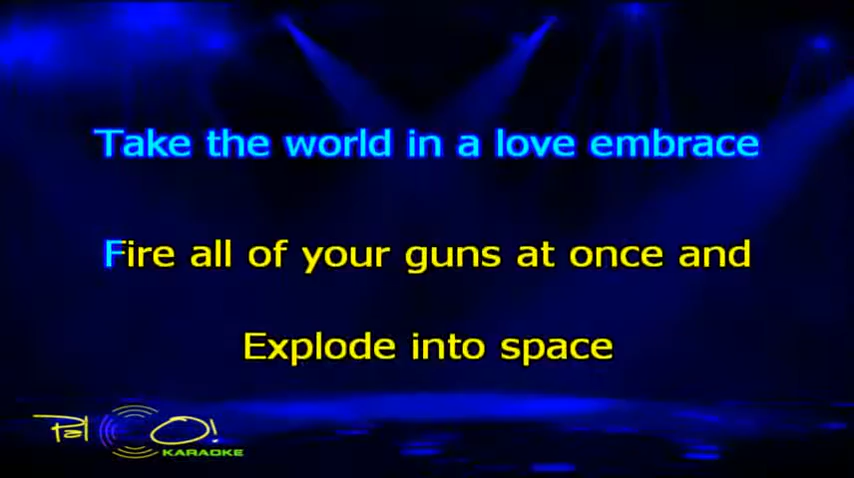 Take the world in a love embrace
Fire all of your guns at once and
Explode into space
KARAOKE